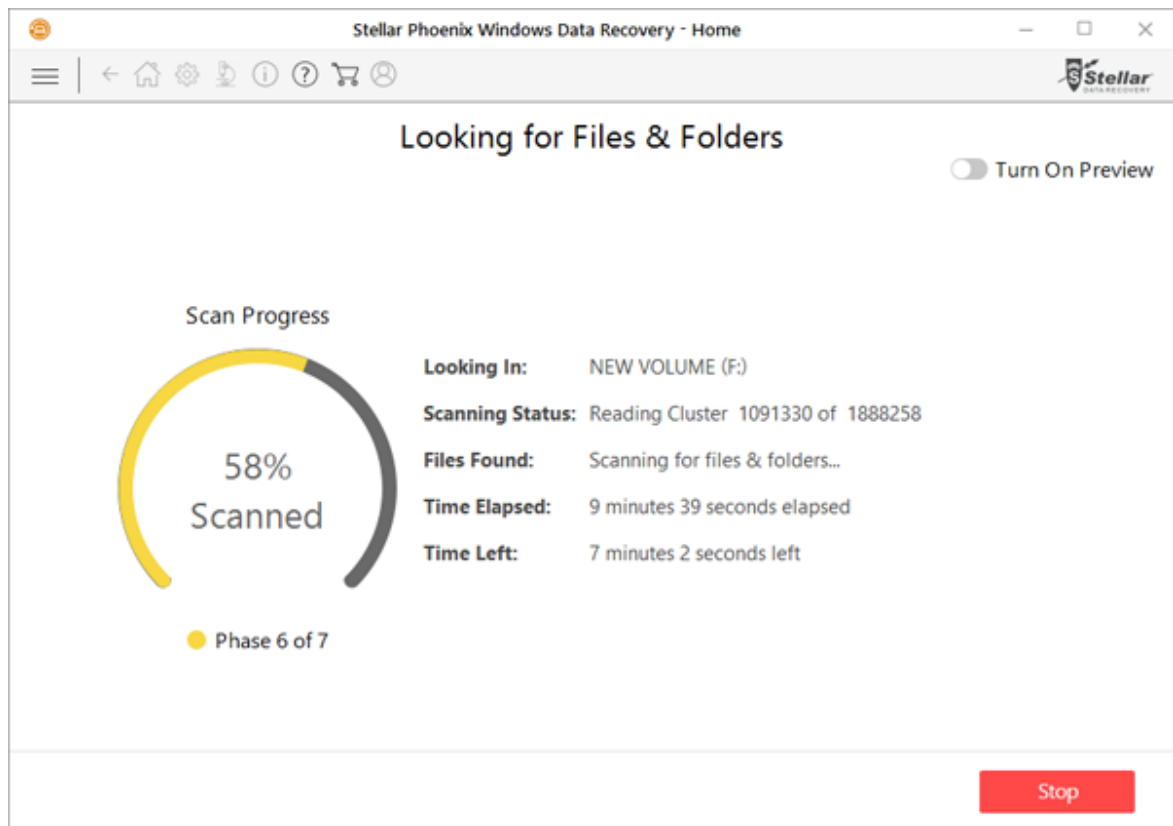 Stellar Phoenix Windows Data Recovery - Home
Stellar
DATA RECOVERY
Looking for Files & Folders
Turn On Preview
Scan Progress
58%
Scanned
Phase 6 of 7
Looking In: NEW VOLUME (F:)
Scanning Status: Reading Cluster 1091330 of 1888258
Files Found: Scanning for files & folders...
Time Elapsed: 9 minutes 39 seconds elapsed
Time Left: 7 minutes 2 seconds left
Stop